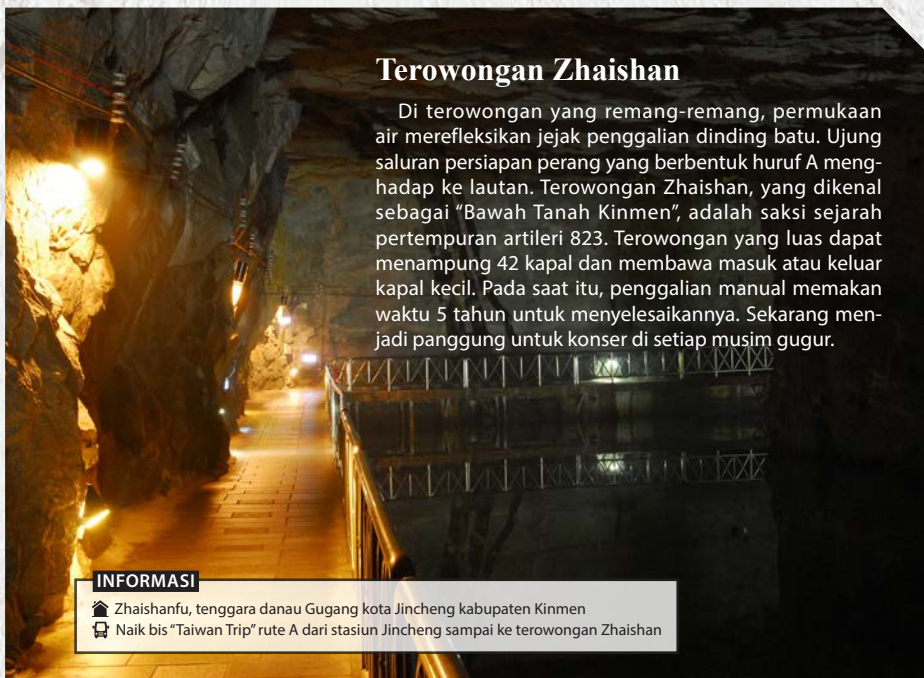 Terowongan Zhaishan
Di terowongan yang remang-remang, permukaan
air merefleksikan jejak penggalian dinding batu. Ujung
saluran persiapan perang yang berbentuk huruf A meng-
hadap ke lautan. Terowongan Zhaishan, yang dikenal
sebagai “Bawah Tanah Kinmen”, adalah saksi sejarah
pertempuran artileri 823. Terowongan yang luas dapat
menampung 42 kapal dan membawa masuk atau keluar
kapal kecil. Pada saat itu, penggalian manual memakan
waktu 5 tahun untuk menyelesaikannya. Sekarang men-
jadi panggung untuk konser di setiap musim gugur.
INFORMASI
Zhaishanfu, tenggara danau Gugang kota Jincheng kabupaten Kinmen
Naik bis “Taiwan Trip” rute A dari stasiun Jincheng sampai ke terowongan Zhaishan